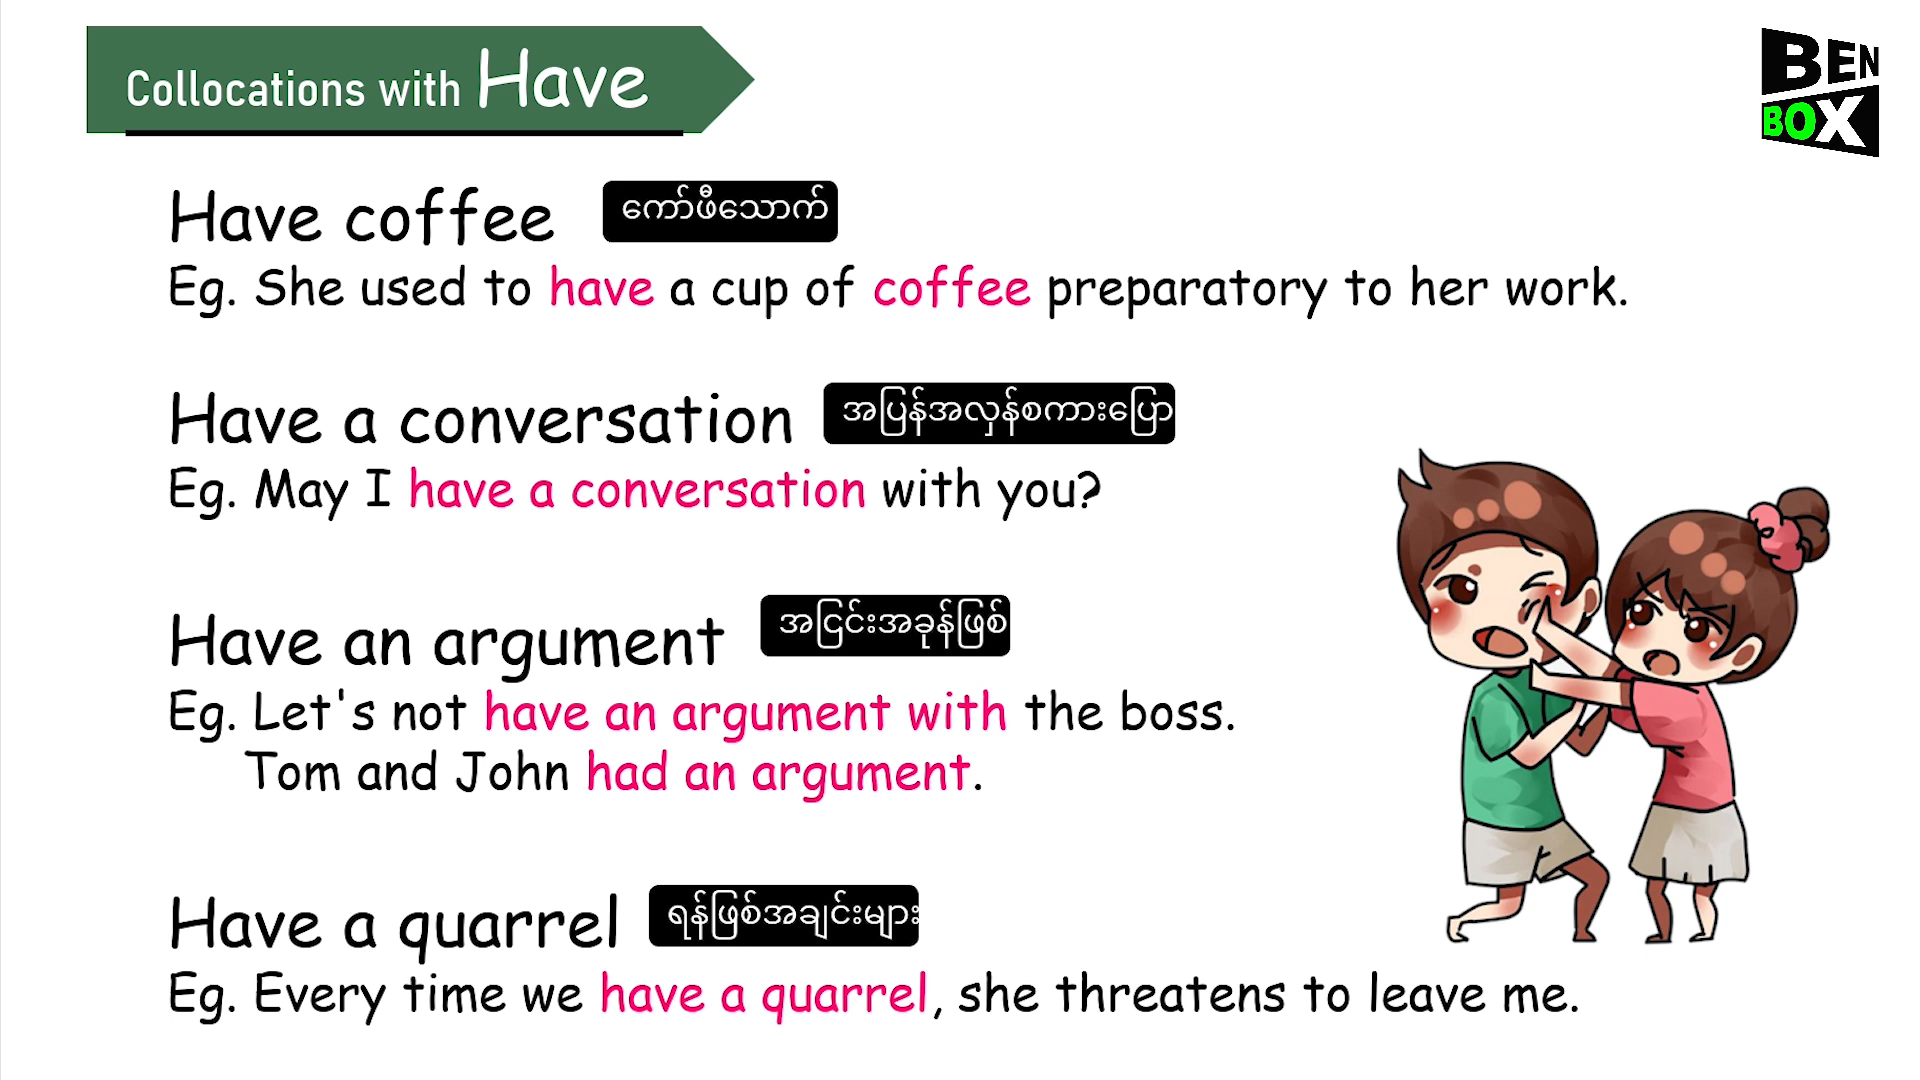 Collocations with Have
BEN
BOX
Have coffee ကော်ဖီသောက်
Eg. She used to have a cup of coffee preparatory to her work.
Have a conversation အပြန်အလှန်စကားပြော
Eg. May I have a conversation with you?
Have an argument အငြင်းအခုန်ဖြစ်
Eg. Let's not have an argument with the boss.
Tom and John had an argument.
Have a quarrel ရန်ဖြစ်အချင်းများ
Eg. Every time we have a quarrel, she threatens to leave me.